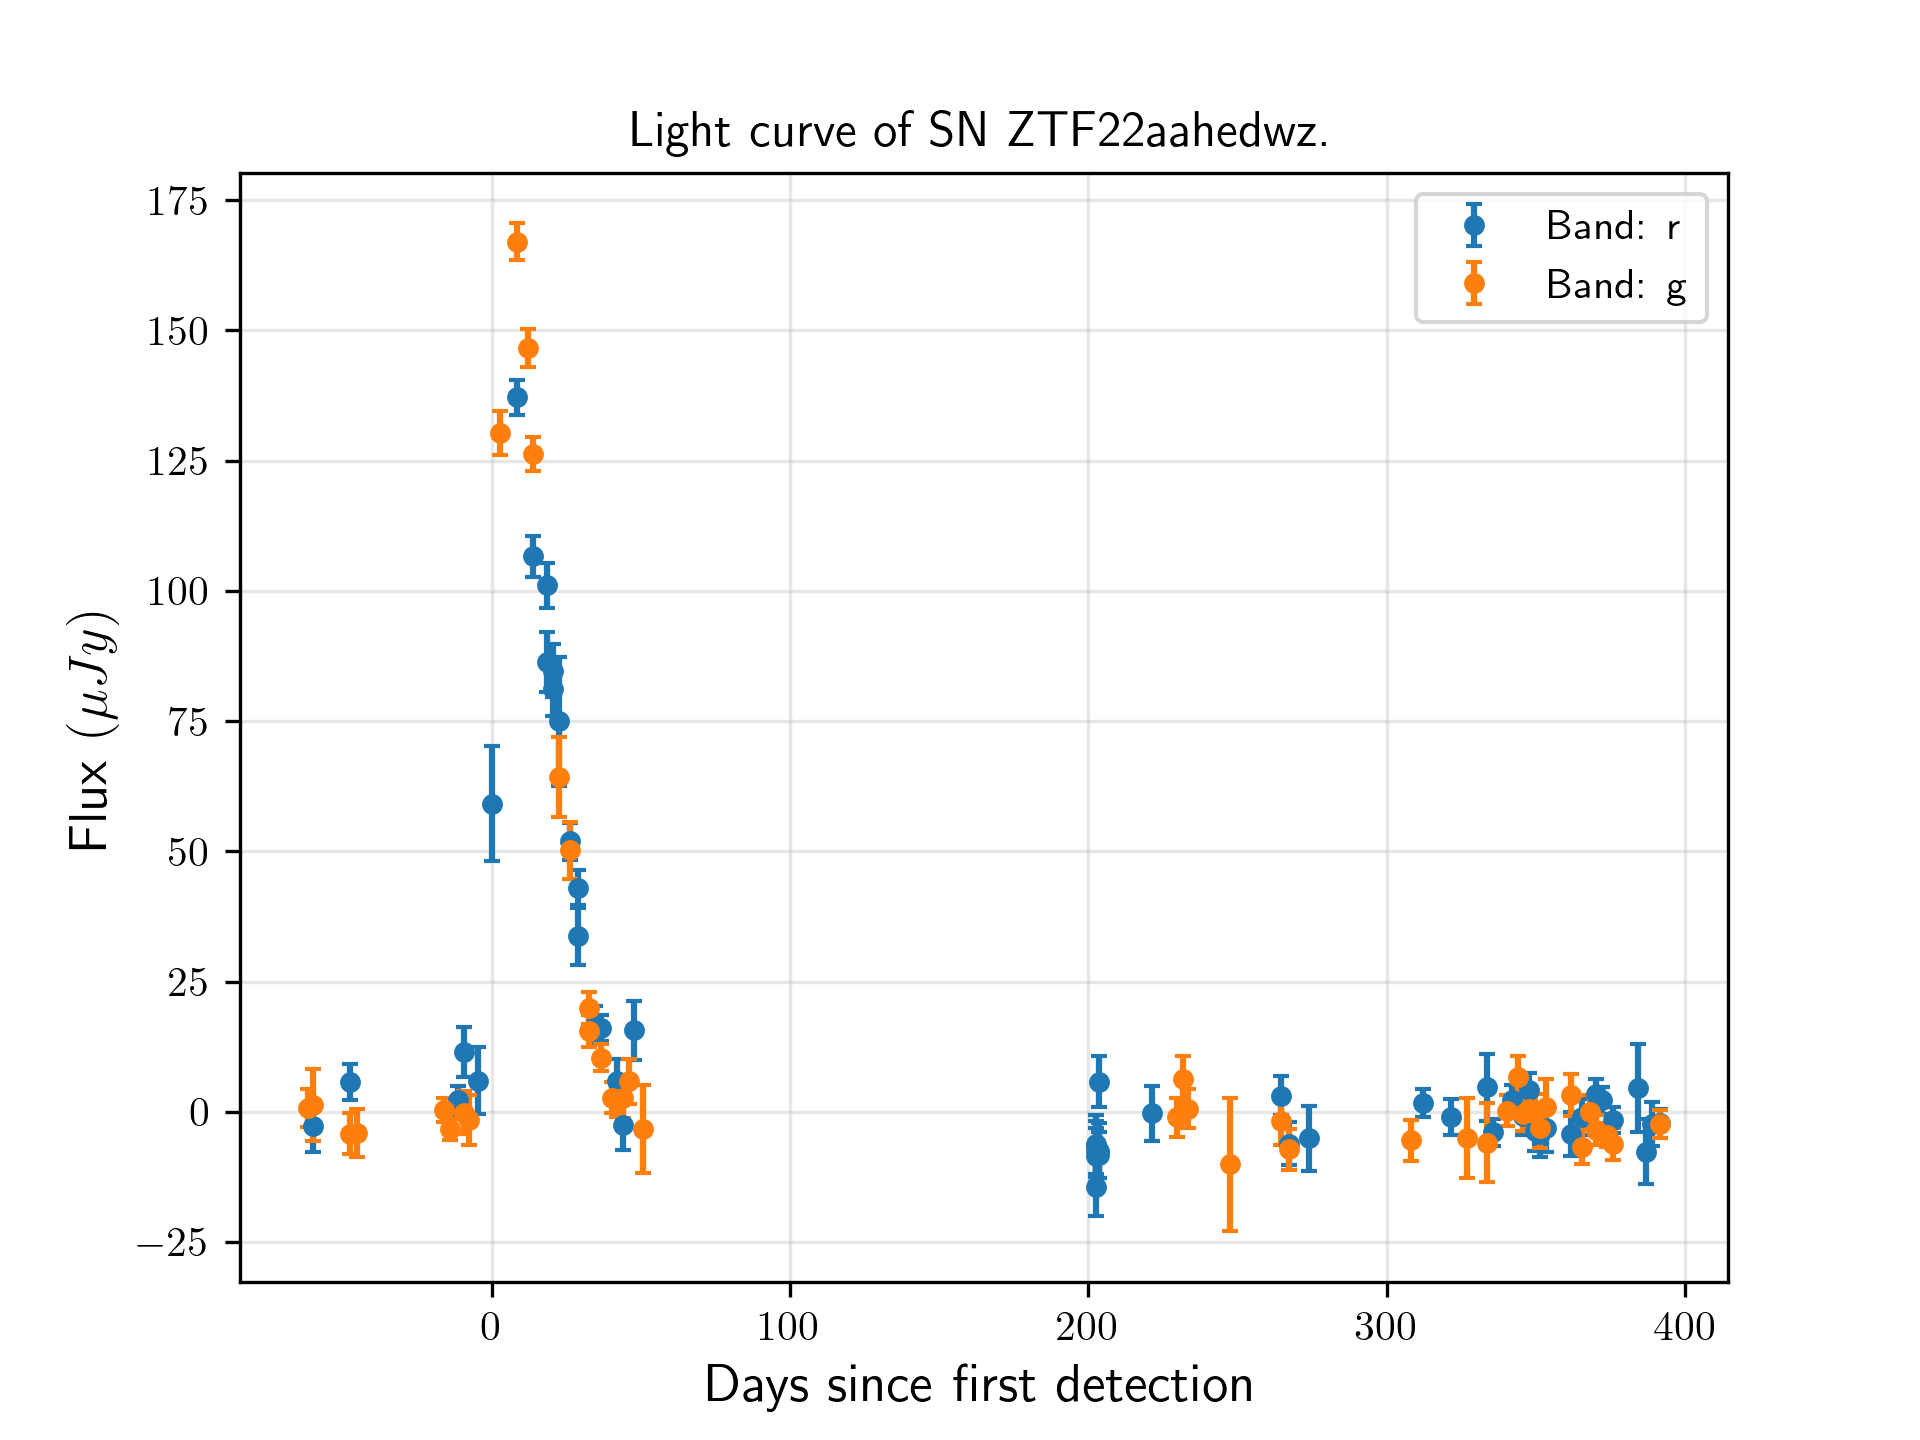 Light curve of SN ZTF22aahedwz.
175
150
125
100
75
50
25
0
−25
Flux (μJy)
Band: r
Band: g
0 100 200 300 400
Days since first detection